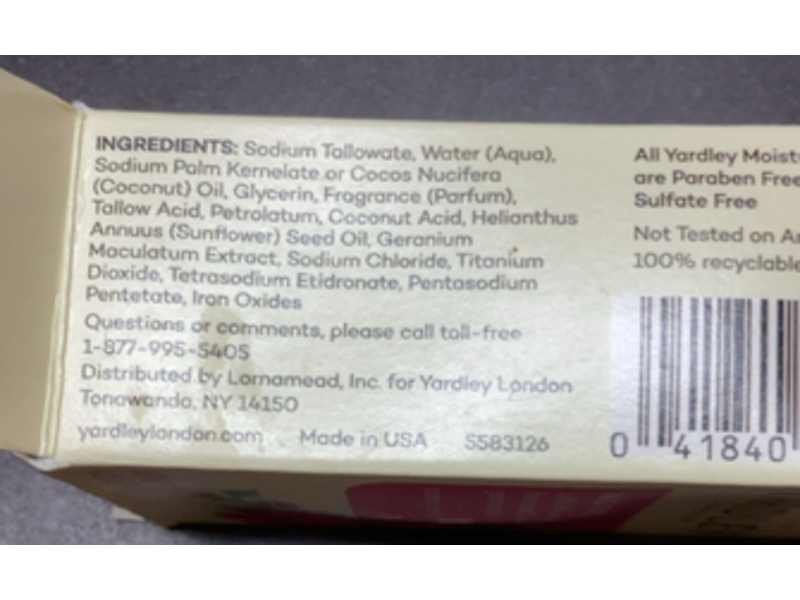 INGREDIENTS: Sodium Tallowate, Water (Aqua),
Sodium Palm Kernelate or Cocos Nucifera
(Coconut) Oil, Glycerin, Fragrance (Parfum),
Tallow Acid, Petrolatum, Coconut Acid, Helianthus
Annuus (Sunflower) Seed Oil, Geranium
Maculatum Extract, Sodium Chloride, Titanium
Dioxide, Tetrasodium Etidronate, Pentasodium
Pentetate, Iron Oxides
Questions or comments, please call toll-free
1-877-995-5405
Distributed by Lornamead, Inc. for Yardley London
Tonawanda, NY 14150
yardleylondon.com Made in USA S583126
All Yardley Moist
are Paraben Free
Sulfate Free
Not Tested on An
100% recyclable
0 41840